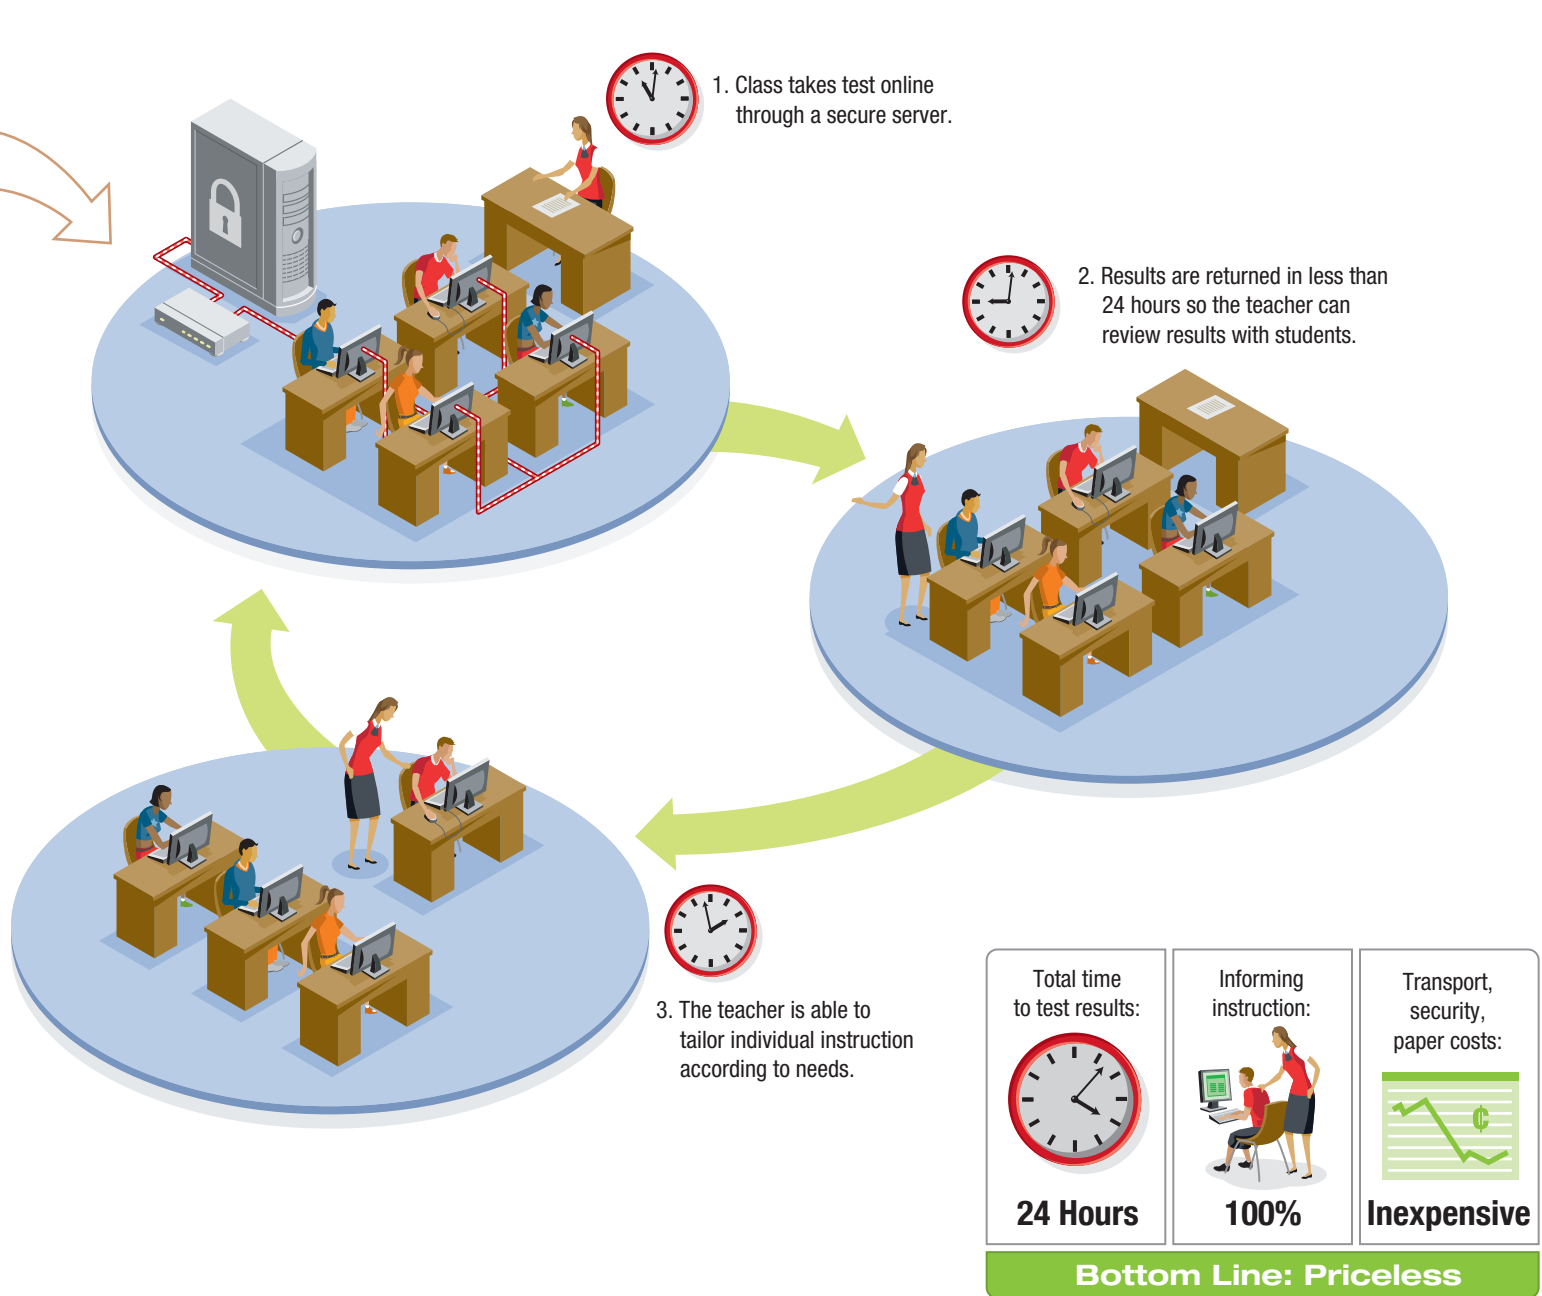 1. Class takes test online
through a secure server.
2. Results are returned in less than
24 hours so the teacher can
review results with students.
3. The teacher is able to
tailor individual instruction
according to needs.
Total time
to test results:
24 Hours
Informing
instruction:
100%
Transport,
security,
paper costs:
¢
Inexpensive
Bottom Line: Priceless